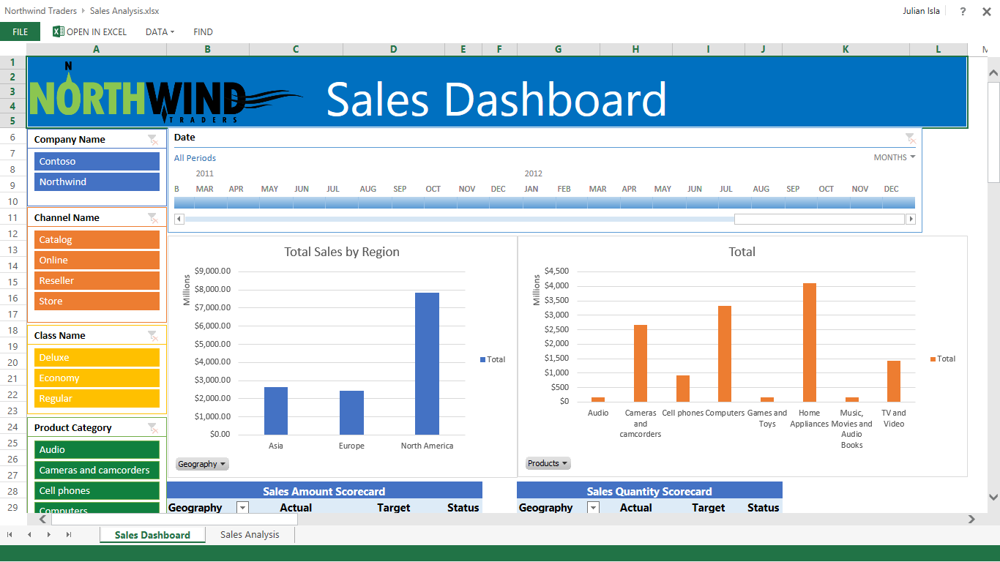 Northwind Traders Sales Analysis.xlsx Julian Isla ?
FILE OPEN IN EXCEL DATA FIND
A B C D E F G H I J K L
1
2
3
4
5
6
7
8
9
10
11
12
13
14
15
16
17
18
19
20
21
22
23
24
25
26
27
28
29
N
NORTHWIND
TRADERS
Sales Dashboard
Company Name
Contoso
Northwind
Channel Name
Catalog
Online
Reseller
Store
Class Name
Deluxe
Economy
Regular
Product Category
Audio
Cameras and camcorders
Cell phones
Computers
Date
All Periods MONTHS
2011 2012
B MAR APR MAY JUN JUL AUG SEP OCT NOV DEC JAN FEB MAR APR MAY JUN JUL AUG SEP OCT NOV DEC
Total Sales by Region
Millions
$9,000.00
$8,000.00
$7,000.00
$6,000.00
$5,000.00
$4,000.00
$3,000.00
$2,000.00
$1,000.00
$0.00
Asia Europe North America
Total
Geography
Total
Millions
$4,500
$4,000
$3,500
$3,000
$2,500
$2,000
$1,500
$1,000
$500
$0
Audio Cameras Cell phones Computers Games and Home Music, TV and
and Toys Appliances Movies and Video
camcorders Audio
Books
Total
Products
Sales Amount Scorecard
Geography Actual Target Status
Sales Quantity Scorecard
Geography Actual Target Status
Sales Dashboard Sales Analysis